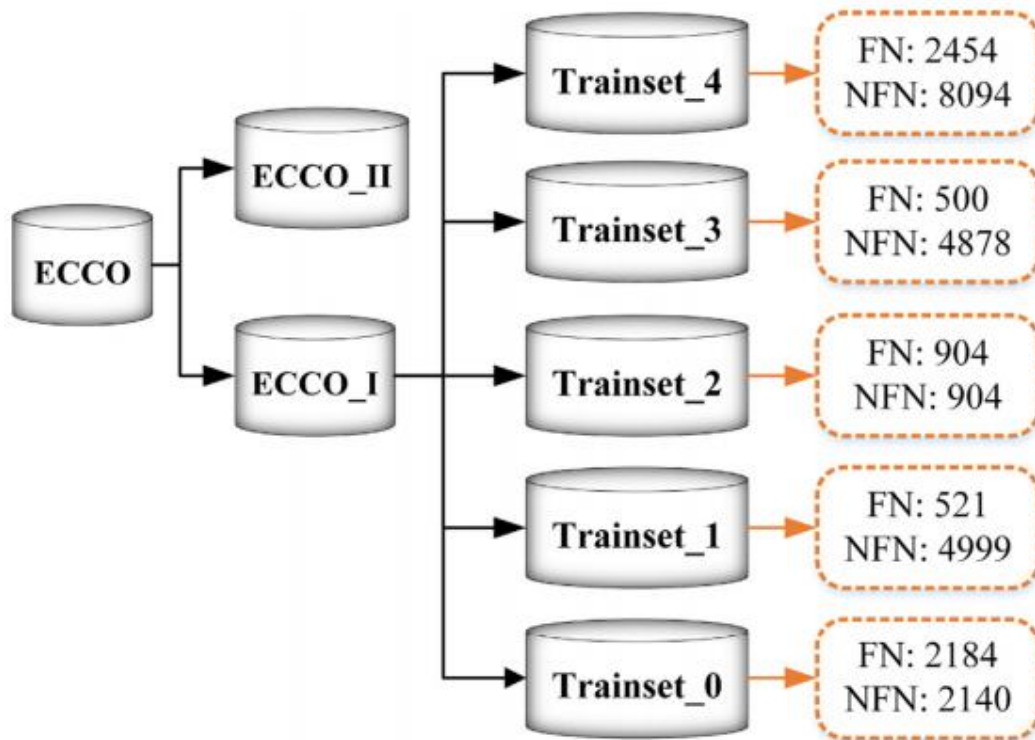 ECCO
ECCO_II
ECCO_I
Trainset_4
FN: 2454
NFN: 8094
Trainset_3
FN: 500
NFN: 4878
Trainset_2
FN: 904
NFN: 904
Trainset_1
FN: 521
NFN: 4999
Trainset_0
FN: 2184
NFN: 2140